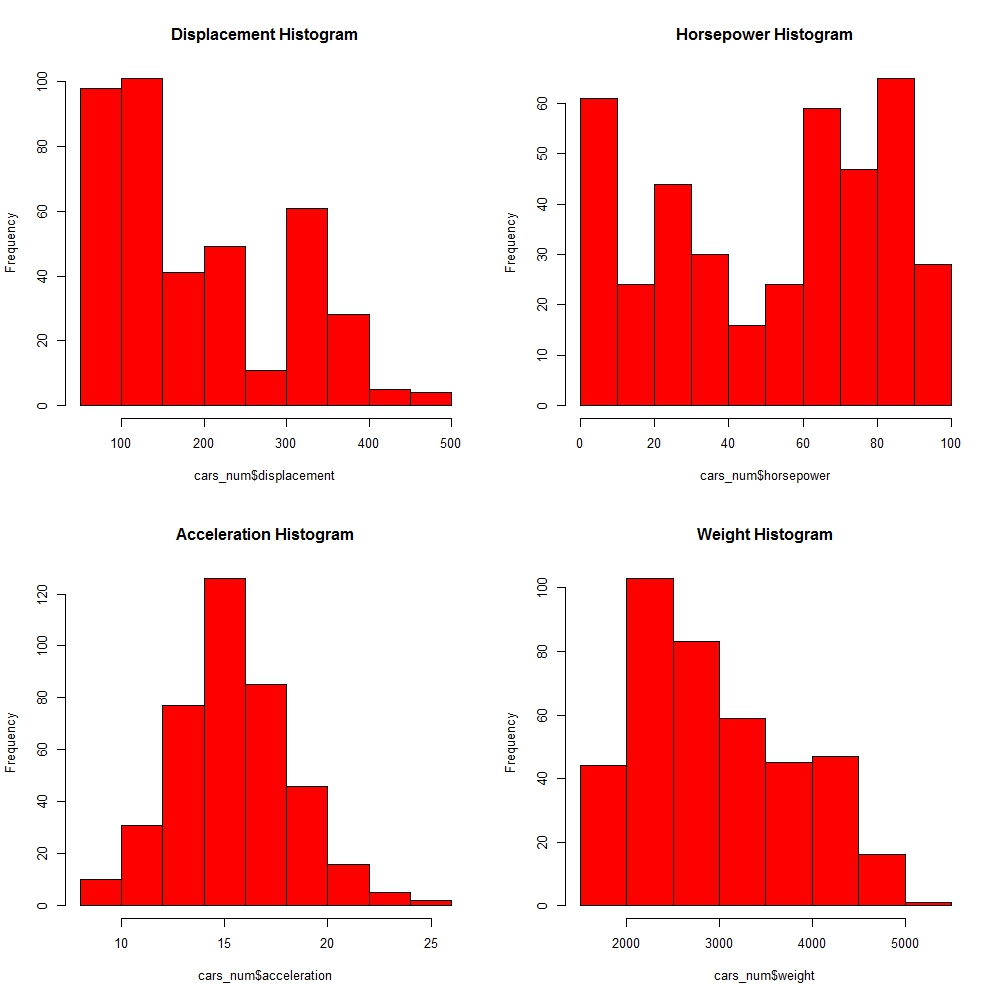 Displacement Histogram
Frequency
0 20 40 60 80 100
100 200 300 400 500
cars_num$displacement
Horsepower Histogram
Frequency
0 10 20 30 40 50 60
0 20 40 60 80 100
cars_num$horsepower
Acceleration Histogram
Frequency
0 20 40 60 80 100 120
10 15 20 25
cars_num$acceleration
Weight Histogram
Frequency
0 20 40 60 80 100
2000 3000 4000 5000
cars_num$weight